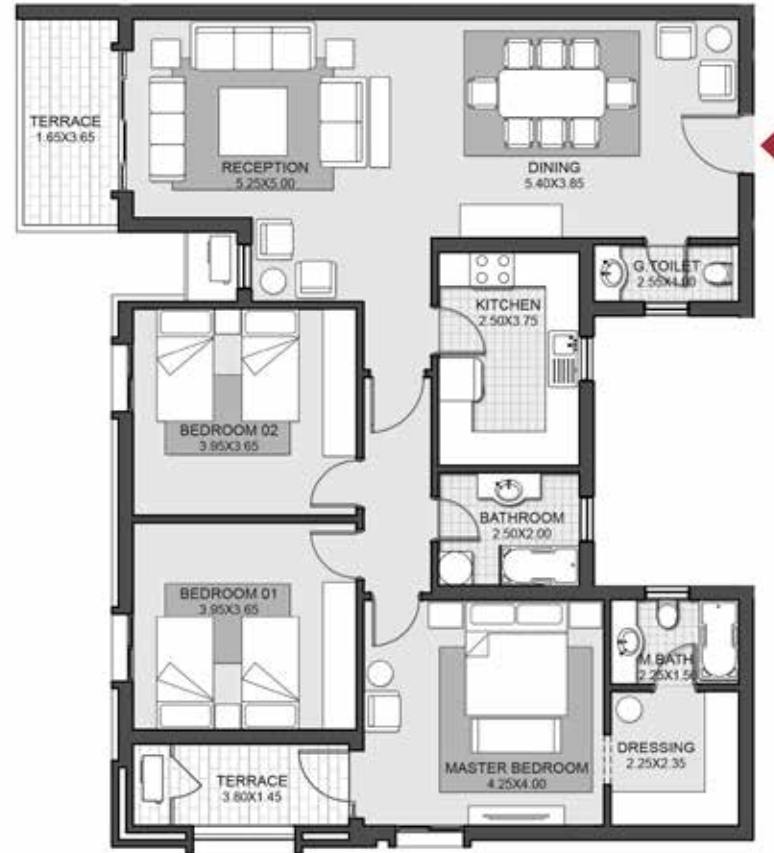 TERRACE
1.65X3.65
RECEPTION
5.25X5.00
DINING
5.40X3.85
G.TOILET
2.55X1.00
KITCHEN
2.50X3.75
BEDROOM 02
3.95X3.65
BATHROOM
2.50X2.00
BEDROOM 01
3.95X3.65
M.BATH
2.25X1.50
MASTER BEDROOM
4.25X4.00
DRESSING
2.25X2.35
TERRACE
3.80X1.45